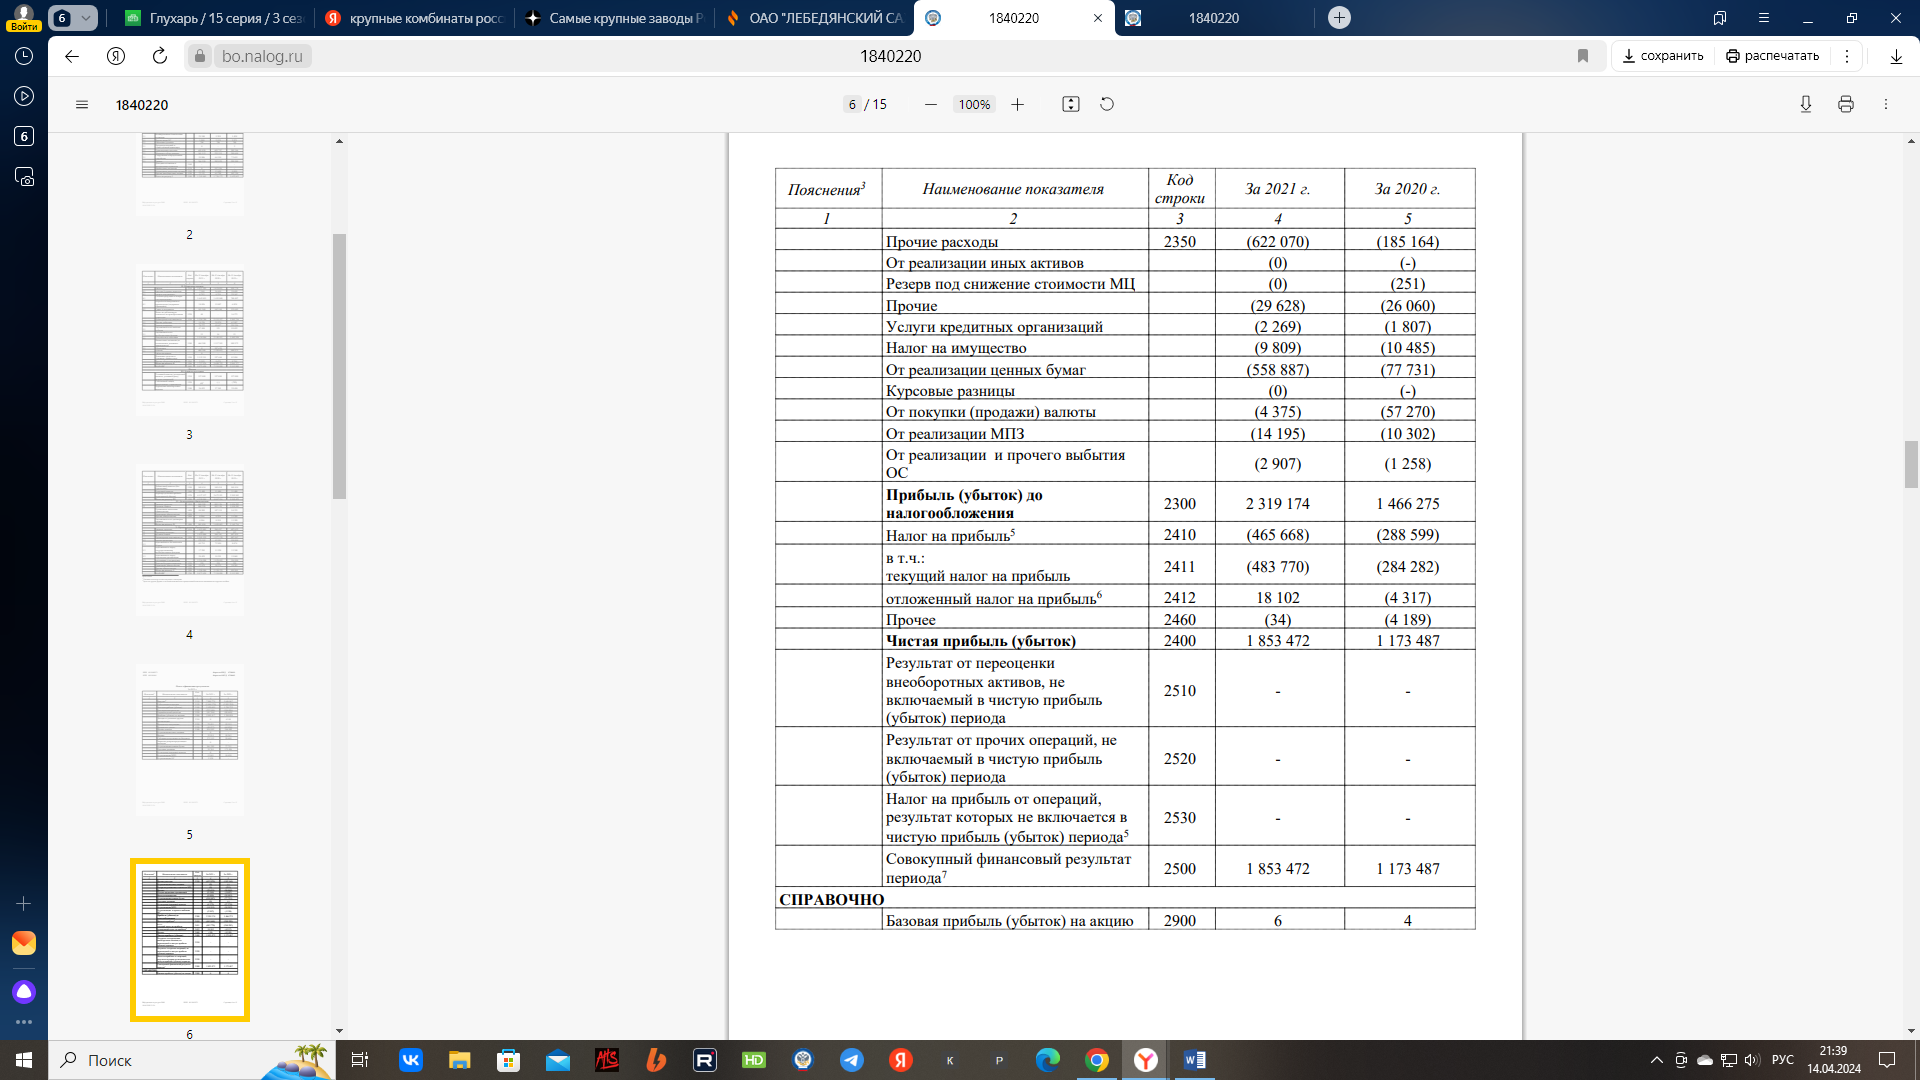 Войти
6
Глухарь / 15 серия / 3 сез
крупные комбинаты росс
Самые крупные заводы Р
ОАО "ЛЕБЕДЯНСКИЙ СА
1840220
1840220
bo.nalog.ru
1840220
сохранить
распечатать
6
1840220
6 / 15
100%
2
3
4
5
6
Пояснения3 Наименование показателя Код строки За 2021 г. За 2020 г.
1 2 3 4 5
Прочие расходы 2350 (622 070) (185 164)
От реализации иных активов (0) (-)
Резерв под снижение стоимости МЦ (0) (251)
Прочие (29 628) (26 060)
Услуги кредитных организаций (2 269) (1 807)
Налог на имущество (9 809) (10 485)
От реализации ценных бумаг (558 887) (77 731)
Курсовые разницы (0) (-)
От покупки (продажи) валюты (4 375) (57 270)
От реализации МПЗ (14 195) (10 302)
От реализации и прочего выбытия
ОС (2 907) (1 258)
Прибыль (убыток) до
налогообложения 2300 2 319 174 1 466 275
Налог на прибыль5 2410 (465 668) (288 599)
в т.ч.:
текущий налог на прибыль 2411 (483 770) (284 282)
отложенный налог на прибыль6 2412 18 102 (4 317)
Прочее 2460 (34) (4 189)
Чистая прибыль (убыток) 2400 1 853 472 1 173 487
Результат от переоценки
внеоборотных активов, не
включаемый в чистую прибыль
(убыток) периода 2510 - -
Результат от прочих операций, не
включаемый в чистую прибыль
(убыток) периода 2520 - -
Налог на прибыль от операций,
результат которых не включается в
чистую прибыль (убыток) периода5 2530 - -
Совокупный финансовый результат
периода7 2500 1 853 472 1 173 487
СПРАВОЧНО
Базовая прибыль (убыток) на акцию 2900 6 4
Поиск
HD
К
Р
РУС
21:39
14.04.2024